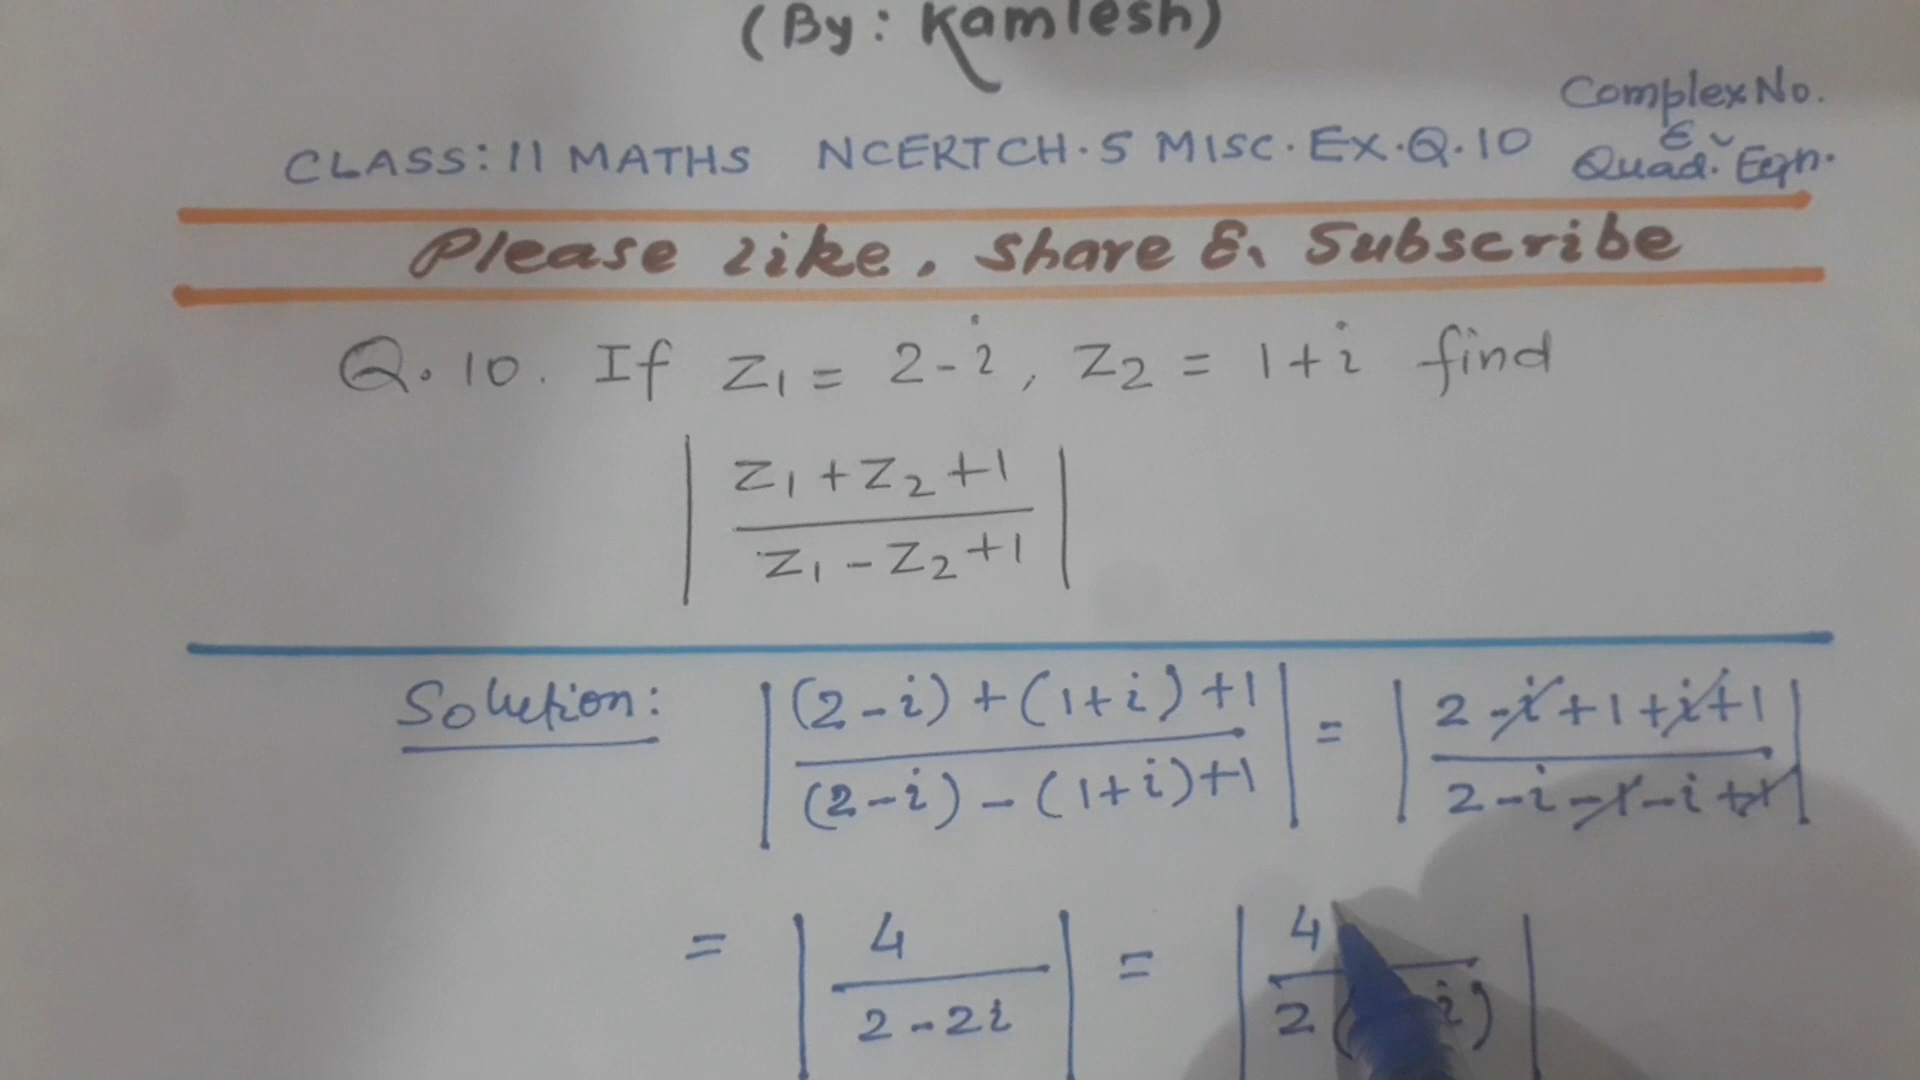 (By: Kamlesh)
Complex No.
&
Quad. Eqn.
CLASS: 11 MATHS NCERT CH. 5 MISC. EX. Q. 10
Please Like, Share & Subscribe
Q. 10. If z₁ = 2-i, z₂ = 1+i find
| (z₁+z₂+1) / (z₁-z₂+1) |
Solution: | ((2-i)+(1+i)+1) / ((2-i)-(1+i)+1) | = | (2-i+1+i+1) / (2-i-1-i+1) |
= | 4 / (2-2i) | = | 4 / 2( i) |